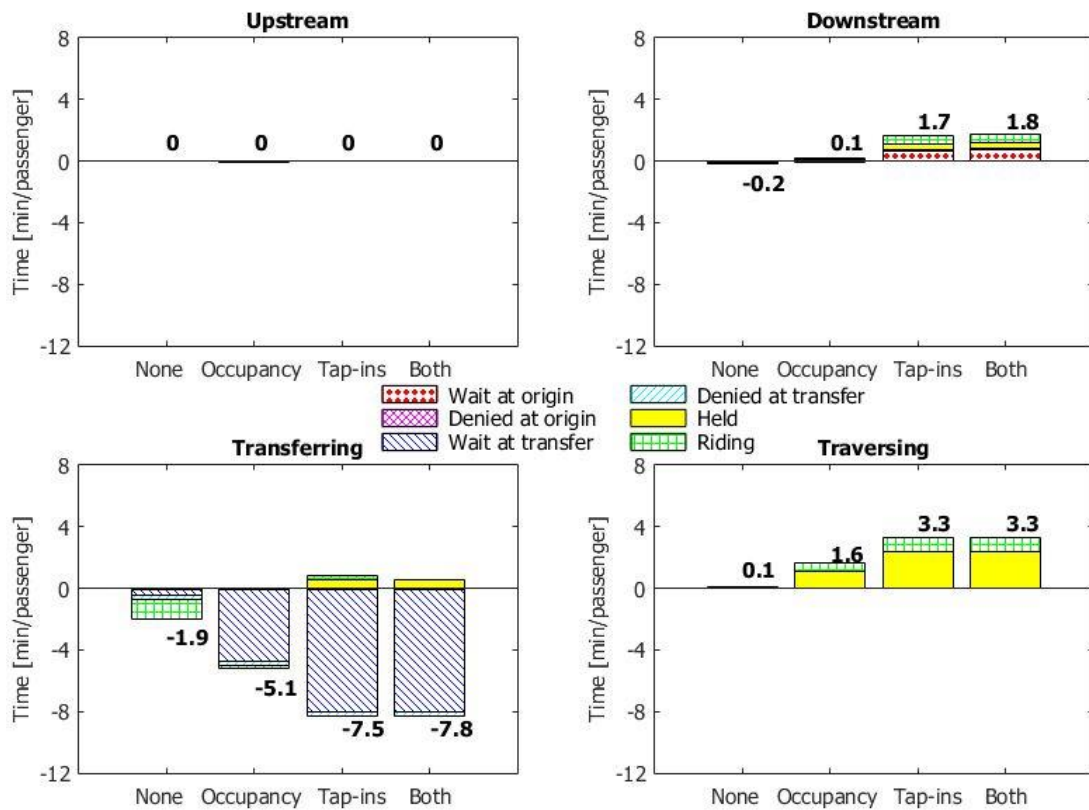 Upstream
8
4
0
-4
-8
-12
Time [min/passenger]
0
0
0
0
None
Occupancy
Tap-ins
Both
Downstream
8
4
0
-4
-8
-12
Time [min/passenger]
-0.2
0.1
1.7
1.8
None
Occupancy
Tap-ins
Both
Wait at origin
Denied at origin
Wait at transfer
Denied at transfer
Held
Riding
Transferring
8
4
0
-4
-8
-12
Time [min/passenger]
-1.9
-5.1
-7.5
-7.8
None
Occupancy
Tap-ins
Both
Traversing
8
4
0
-4
-8
-12
Time [min/passenger]
0.1
1.6
3.3
3.3
None
Occupancy
Tap-ins
Both